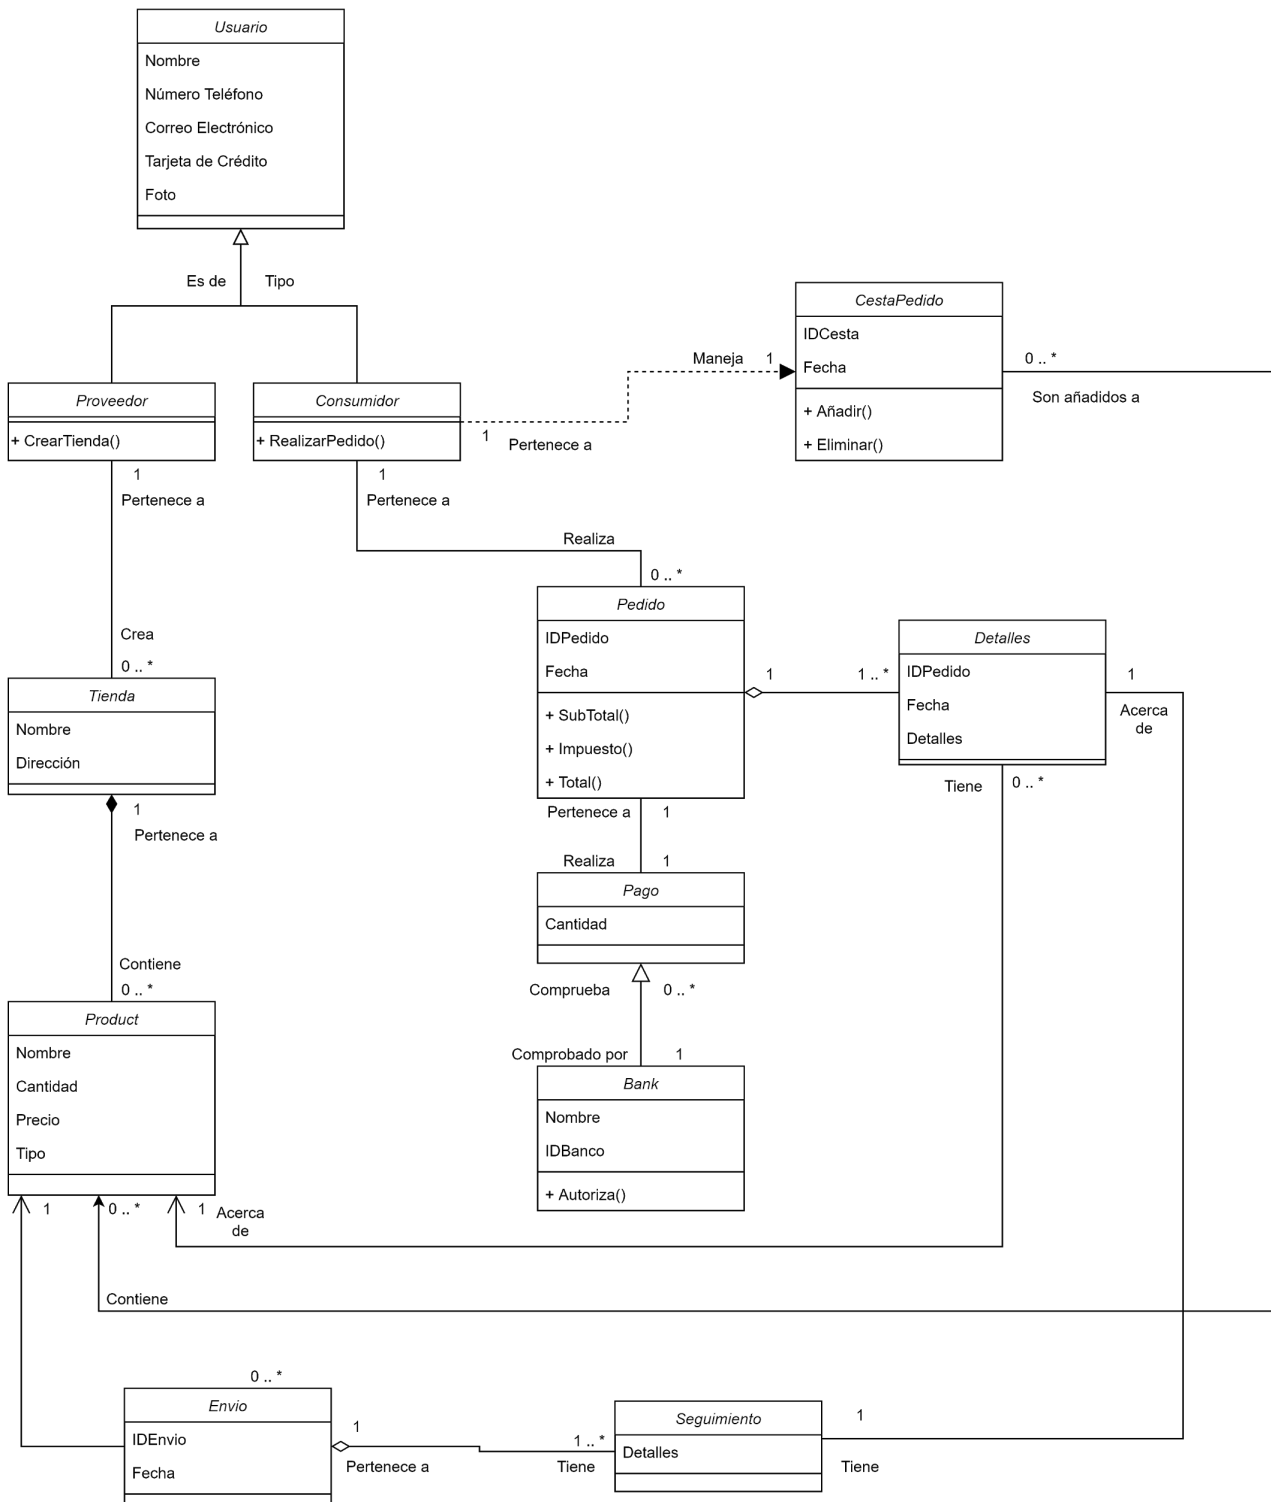 Usuario
Nombre
Número Teléfono
Correo Electrónico
Tarjeta de Crédito
Foto
Es de
Tipo
CestaPedido
IDCesta
Fecha
+ Añadir()
+ Eliminar()
Maneja
1
0 .. *
Son añadidos a
Proveedor
+ CrearTienda()
Consumidor
+ RealizarPedido()
1
Pertenece a
1
Pertenece a
1
Pertenece a
Realiza
0 .. *
Pedido
IDPedido
Fecha
+ SubTotal()
+ Impuesto()
+ Total()
1
1 .. *
Detalles
IDPedido
Fecha
Detalles
1
Acerca
de
Tiene
0 .. *
Crea
0 .. *
Tienda
Nombre
Dirección
1
Pertenece a
Pertenece a
1
Realiza
1
Pago
Cantidad
Comprueba
0 .. *
Comprobado por
1
Bank
Nombre
IDBanco
+ Autoriza()
Contiene
0 .. *
Product
Nombre
Cantidad
Precio
Tipo
1
0 .. *
1
Acerca
de
Contiene
0 .. *
Envio
IDEnvio
Fecha
1
Pertenece a
1 .. *
Tiene
Seguimiento
Detalles
1
Tiene